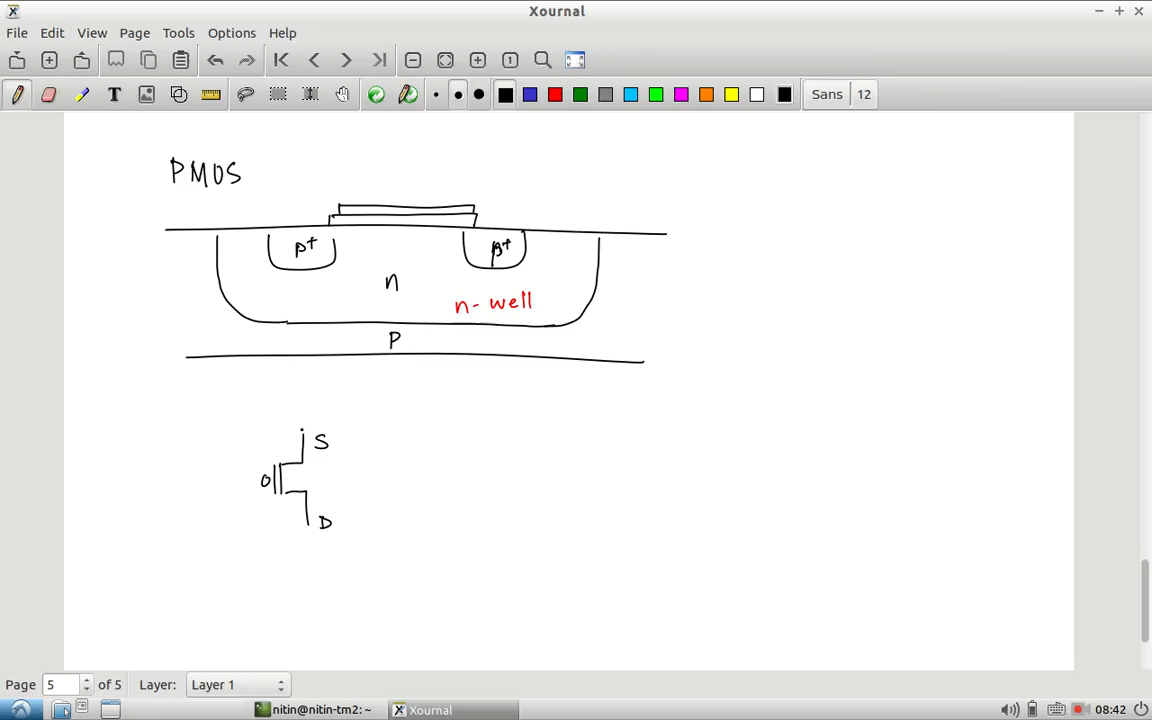 Xournal
File Edit View Page Tools Options Help
Sans 12
PMOS
p+ p+
n
n-well
P
S
D
Page 5 of 5 Layer: Layer 1
nitin@nitin-tm2: ~ Xournal 08:42